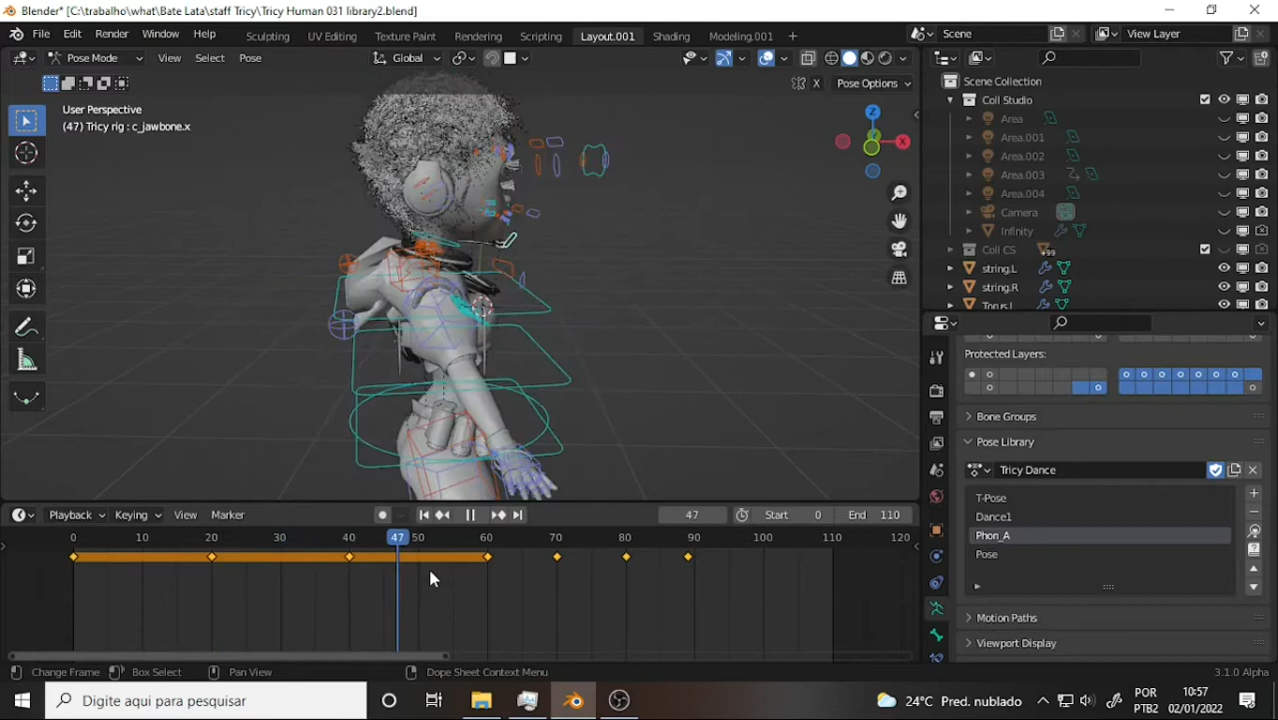 Blender* [C:\trabalho\what\Bate Lata\staff Tricy\Tricy Human 031 library2.blend]
File Edit Render Window Help Sculpting UV Editing Texture Paint Rendering Scripting Layout.001 Shading Modeling.001 Scene View Layer
Pose Mode View Select Pose Global
X Pose Options
User Perspective
(47) Tricy rig : c_jawbone.x
Z
X
Scene Collection
Coll Studio
Area
Area.001
Area.002
Area.003
Area.004
Camera
Infinity
Coll CS +99
string.L
string.R
Torus.L
Protected Layers:
Bone Groups
Pose Library
Tricy Dance
T-Pose
Dance1
Phon_A
Pose
Motion Paths
Viewport Display
Playback Keying View Marker 47 Start 0 End 110
0 10 20 30 40 47 50 60 70 80 90 100 110 120
Change Frame Box Select Pan View Dope Sheet Context Menu 3.1.0 Alpha
Digite aqui para pesquisar
24°C Pred. nublado
POR
PTB2
10:57
02/01/2022